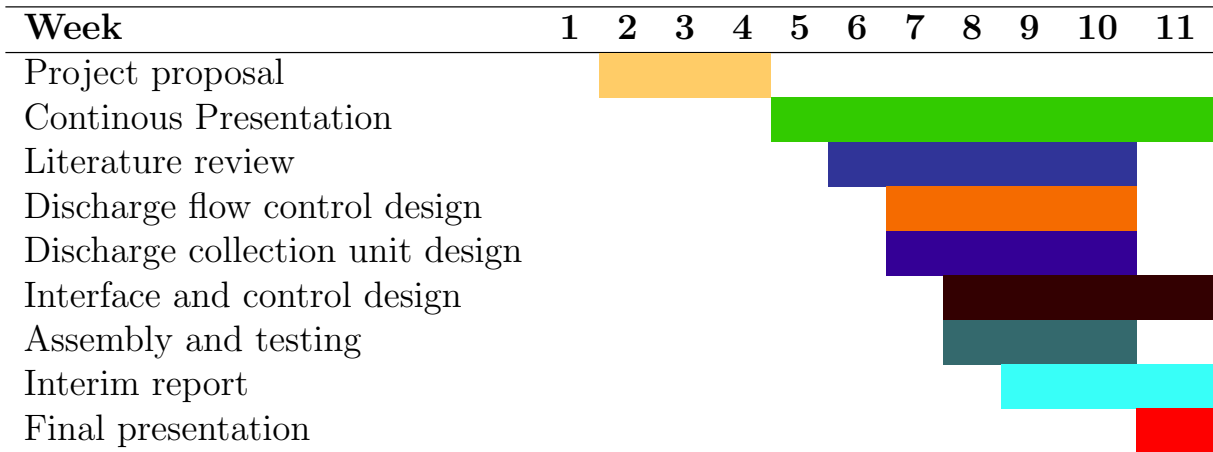 Week 1 2 3 4 5 6 7 8 9 10 11
Project proposal
Continous Presentation
Literature review
Discharge flow control design
Discharge collection unit design
Interface and control design
Assembly and testing
Interim report
Final presentation